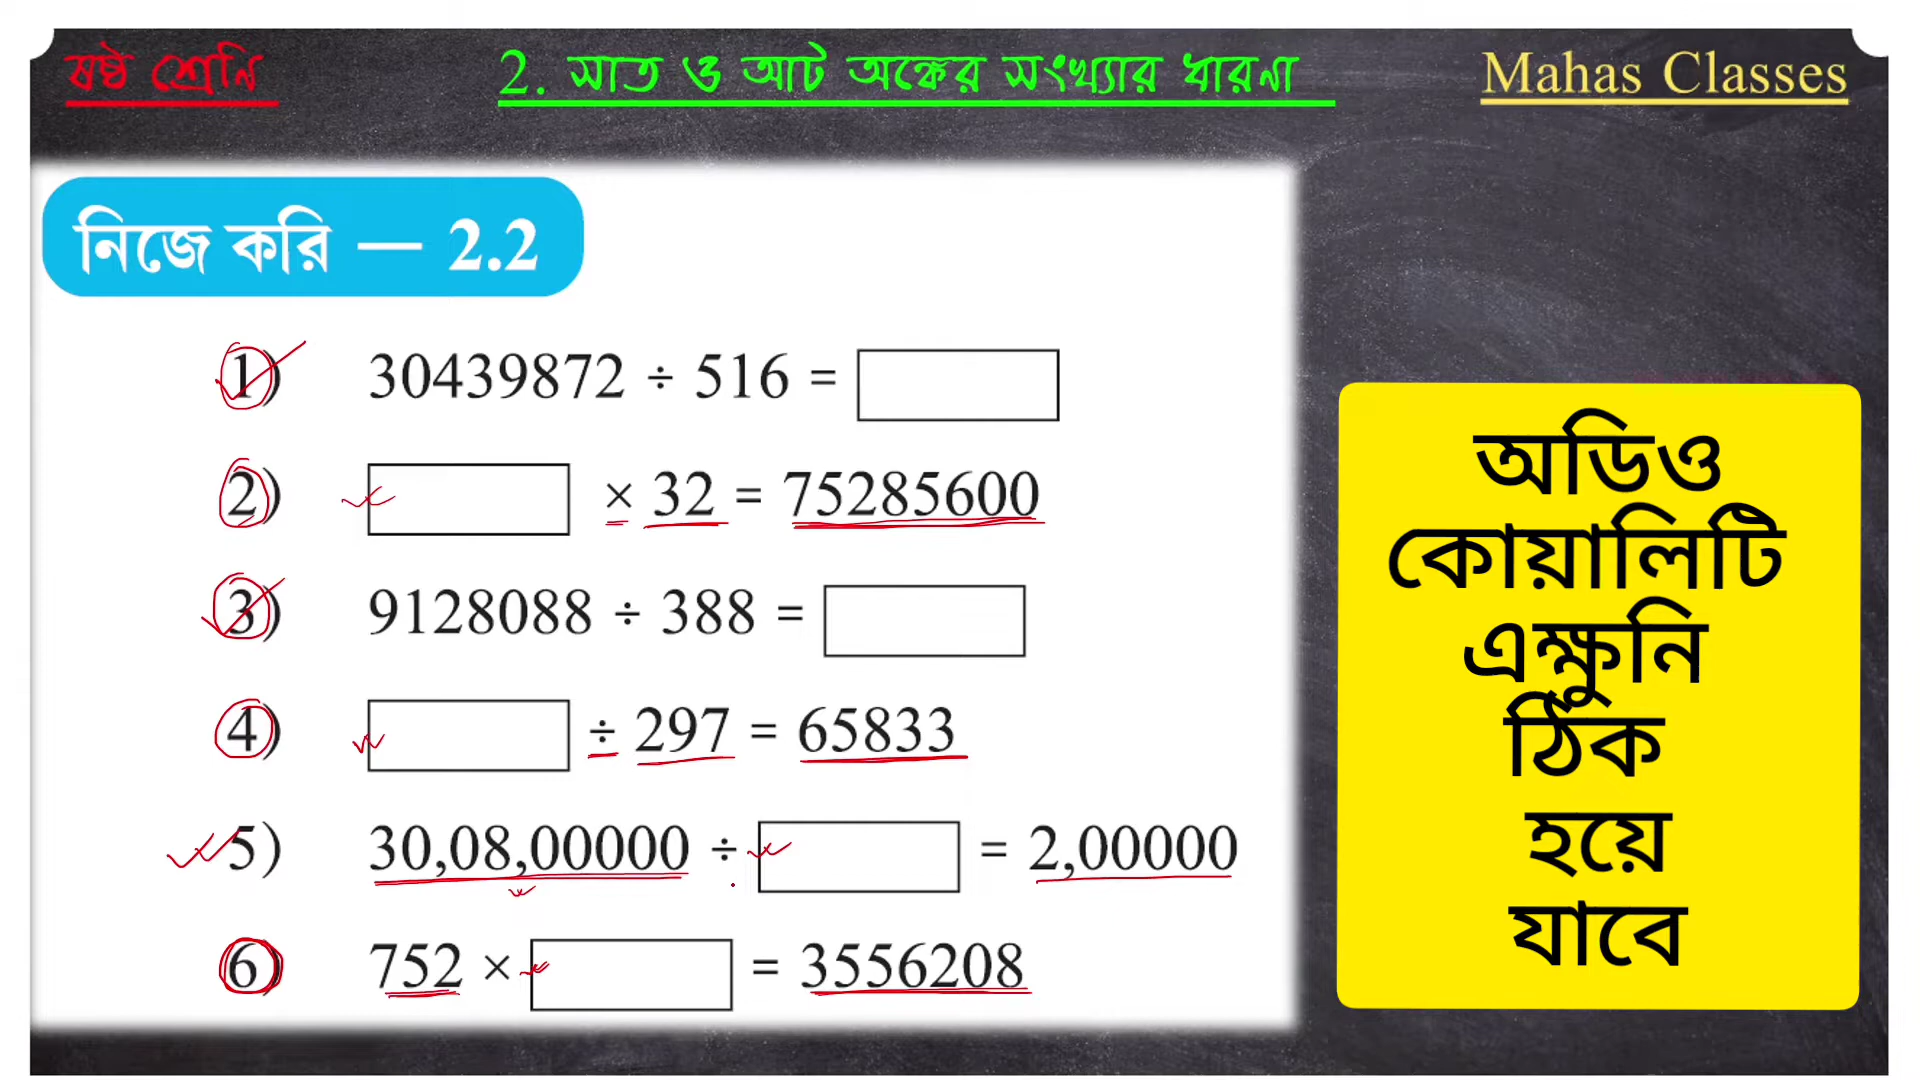 ষষ্ঠ শ্রেনি
2. সাত ও আট অঙ্কের সংখ্যার ধারণা
Mahas Classes
নিজে করি — 2.2
1) 30439872 ÷ 516 =
2) × 32 = 75285600
3) 9128088 ÷ 388 =
4) ÷ 297 = 65833
5) 30,08,00000 ÷ = 2,00000
6) 752 × = 3556208
অডিও
কোয়ালিটি
এক্ষুনি
ঠিক
হয়ে
যাবে